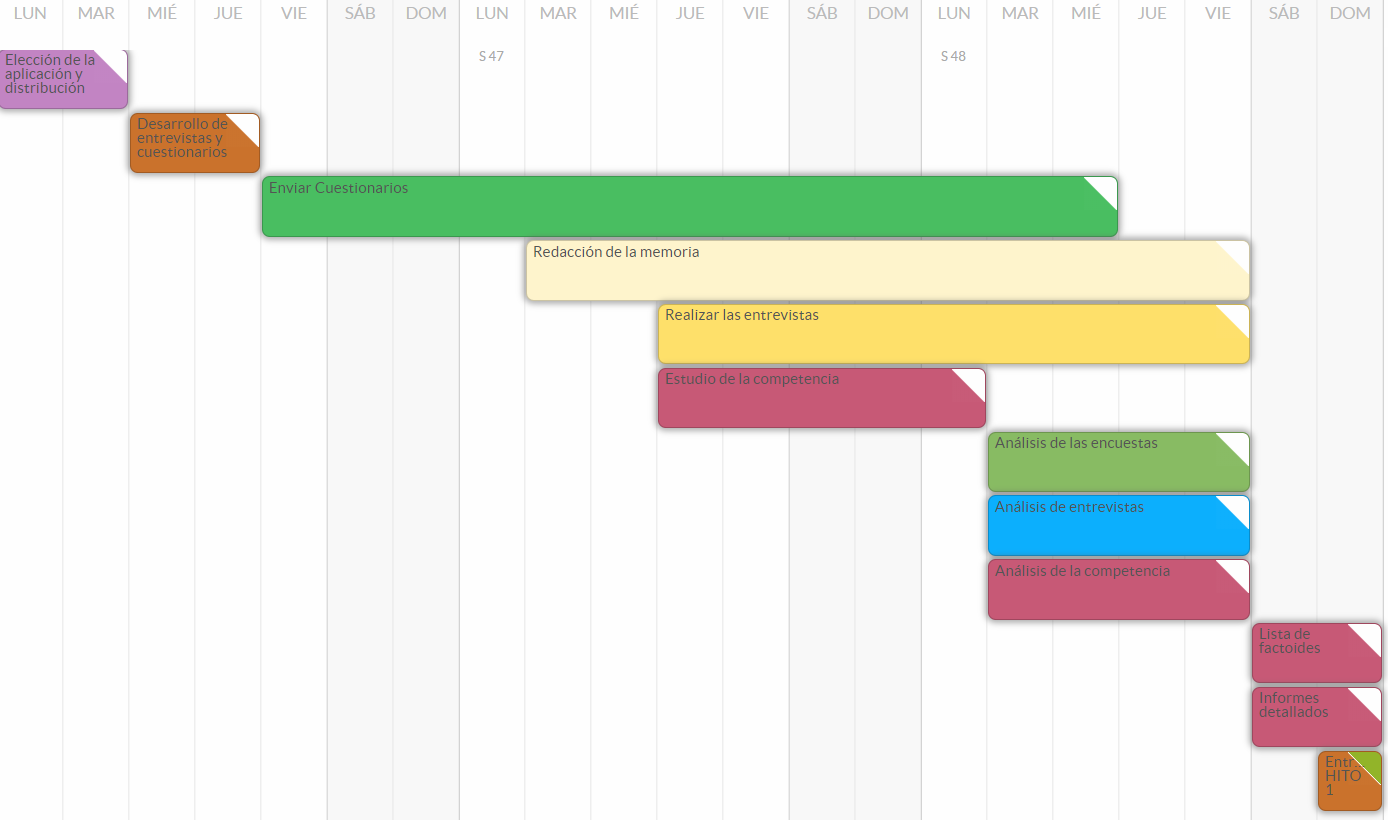 LUN MAR MIÉ JUE VIE SÁB DOM LUN MAR MIÉ JUE VIE SÁB DOM LUN MAR MIÉ JUE VIE SÁB DOM
S 47 S 48
Elección de la
aplicación y
distribución
Desarrollo de
entrevistas y
cuestionarios
Enviar Cuestionarios
Redacción de la memoria
Realizar las entrevistas
Estudio de la competencia
Análisis de las encuestas
Análisis de entrevistas
Análisis de la competencia
Lista de
factoides
Informes
detallados
Entr...
HITO
1